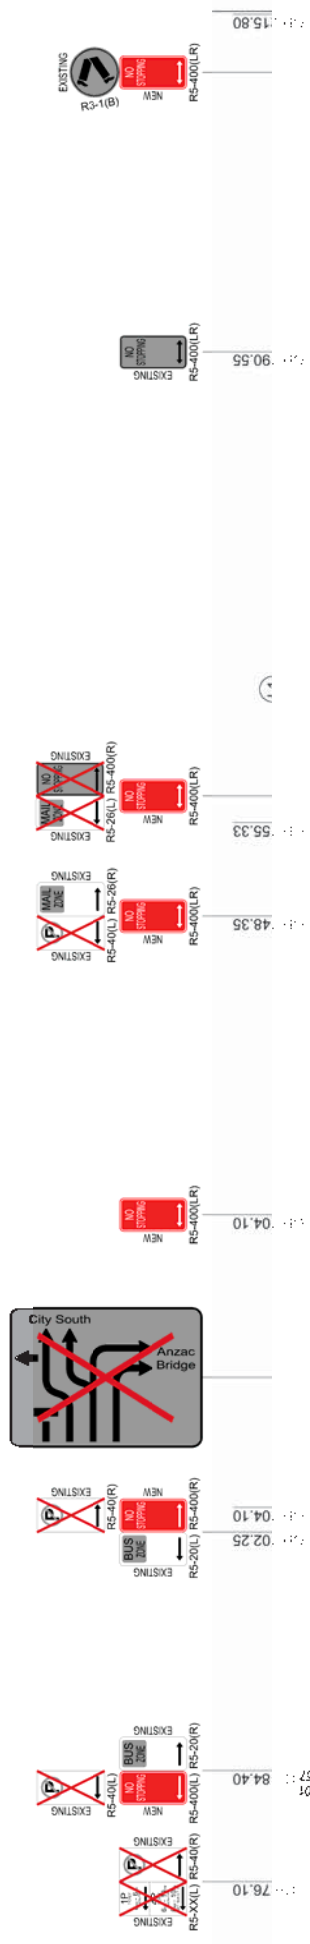 15.80
EXISTING
R3-1(B)
NO
STOPPING
NEW
R5-400(LR)
90.55
NO
STOPPING
EXISTING
R5-400(LR)
EXISTING
NO
STOPPING
R5-400(R)
MAIL
ZONE
R5-26(L)
EXISTING
NO
STOPPING
NEW
R5-400(LR)
55.33
EXISTING
MAIL
ZONE
R5-26(R)
P
R5-40(L)
EXISTING
NO
STOPPING
NEW
R5-400(LR)
48.35
NO
STOPPING
NEW
R5-400(LR)
04.10
City South
Anzac
Bridge
EXISTING
P
R5-40(R)
NEW
NO
STOPPING
R5-400(R)
BUS
ZONE
R5-20(L)
EXISTING
04.10
02.25
EXISTING
BUS
ZONE
R5-20(R)
P
R5-40(L)
EXISTING
NO
STOPPING
R5-400(L)
NEW
84.40
EXISTING
P
R5-40(R)
1P
R5-XX(L)
EXISTING
76.10